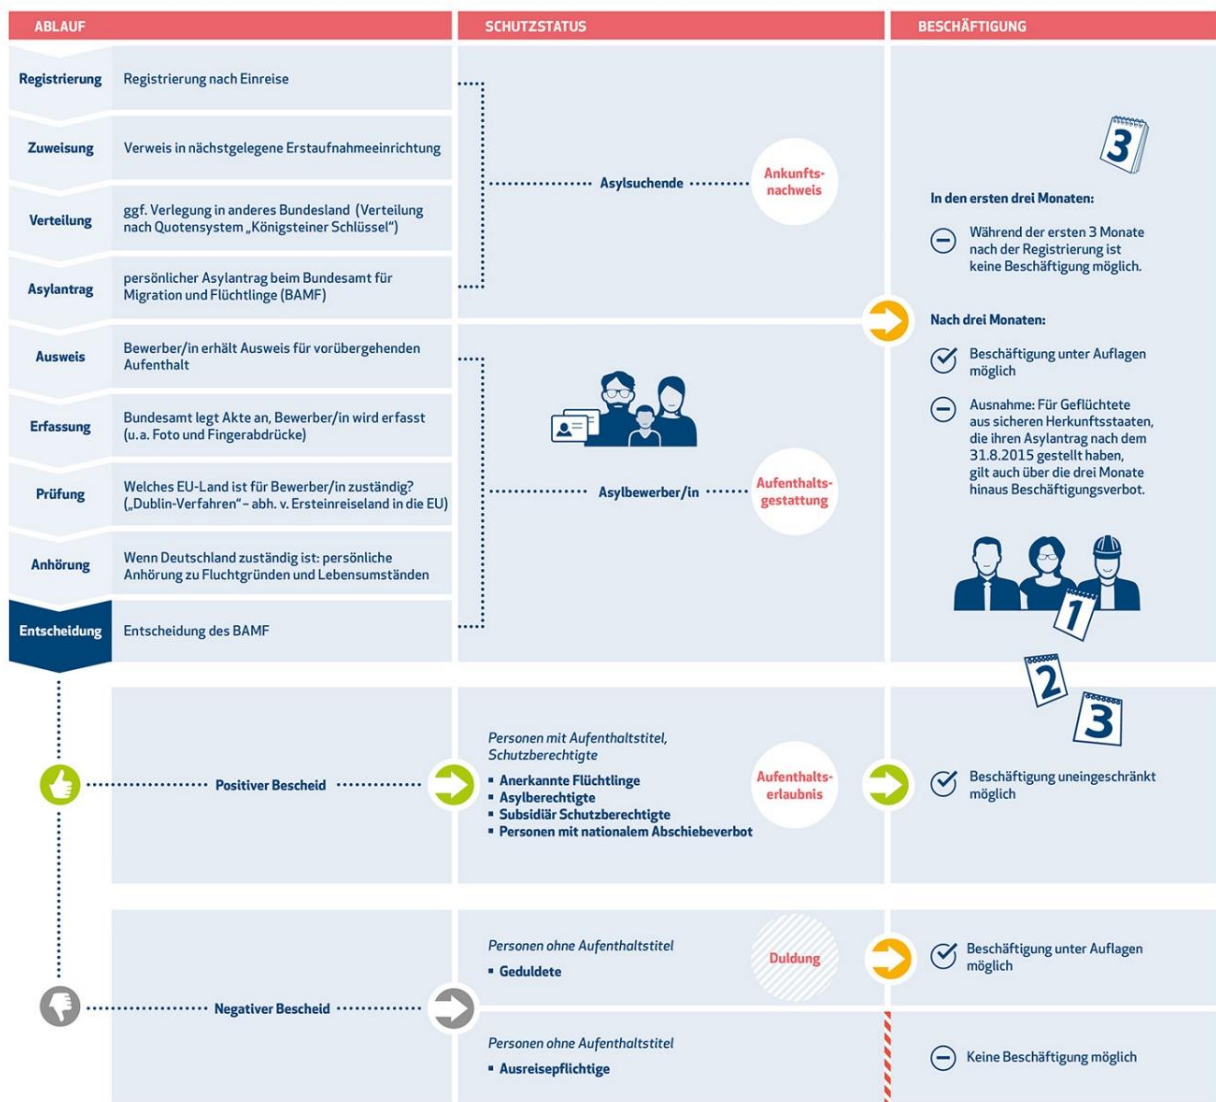 ABLAUF
SCHUTZSTATUS
BESCHÄFTIGUNG
Registrierung
Registrierung nach Einreise
Zuweisung
Verweis in nächstgelegene Erstaufnahmeeinrichtung
Verteilung
ggf. Verlegung in anderes Bundesland (Verteilung
nach Quotensystem „Königsteiner Schlüssel“)
Asylantrag
persönlicher Asylantrag beim Bundesamt für
Migration und Flüchtlinge (BAMF)
Asylsuchende
Ankunfts-
nachweis
Ausweis
Bewerber/in erhält Ausweis für vorübergehenden
Aufenthalt
Erfassung
Bundesamt legt Akte an, Bewerber/in wird erfasst
(u.a. Foto und Fingerabdrücke)
Prüfung
Welches EU-Land ist für Bewerber/in zuständig?
(„Dublin-Verfahren“ – abh. v. Ersteinreiseland in die EU)
Anhörung
Wenn Deutschland zuständig ist: persönliche
Anhörung zu Fluchtgründen und Lebensumständen
Entscheidung
Entscheidung des BAMF
Asylbewerber/in
Aufenthalts-
gestattung
3
In den ersten drei Monaten:
Während der ersten 3 Monate
nach der Registrierung ist
keine Beschäftigung möglich.
Nach drei Monaten:
Beschäftigung unter Auflagen
möglich
Ausnahme: Für Geflüchtete
aus sicheren Herkunftsstaaten,
die ihren Asylantrag nach dem
31.8.2015 gestellt haben,
gilt auch über die drei Monate
hinaus Beschäftigungsverbot.
1
2
3
Positiver Bescheid
Personen mit Aufenthaltstitel,
Schutzberechtigte
▪ Anerkannte Flüchtlinge
▪ Asylberechtigte
▪ Subsidiär Schutzberechtigte
▪ Personen mit nationalem Abschiebeverbot
Aufenthalts-
erlaubnis
Beschäftigung uneingeschränkt
möglich
Negativer Bescheid
Personen ohne Aufenthaltstitel
▪ Geduldete
Duldung
Beschäftigung unter Auflagen
möglich
Personen ohne Aufenthaltstitel
▪ Ausreisepflichtige
Keine Beschäftigung möglich